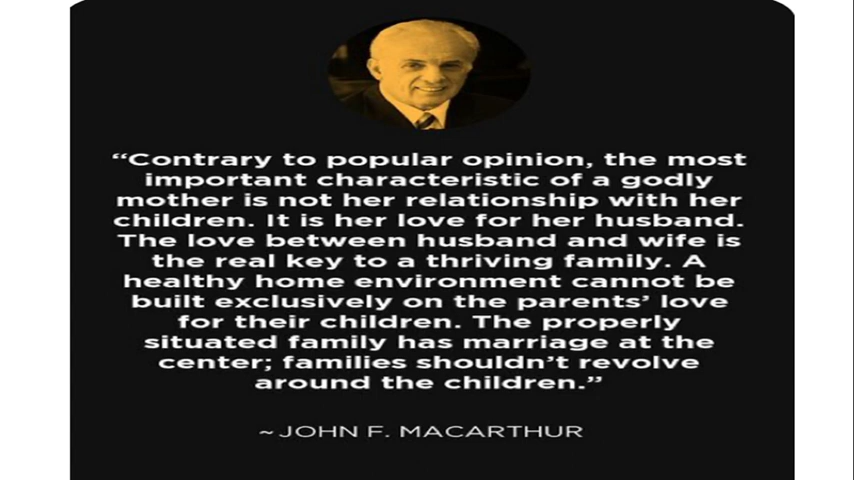 “Contrary to popular opinion, the most
important characteristic of a godly
mother is not her relationship with her
children. It is her love for her husband.
The love between husband and wife is
the real key to a thriving family. A
healthy home environment cannot be
built exclusively on the parents’ love
for their children. The properly
situated family has marriage at the
center; families shouldn’t revolve
around the children.”
~ JOHN F. MACARTHUR